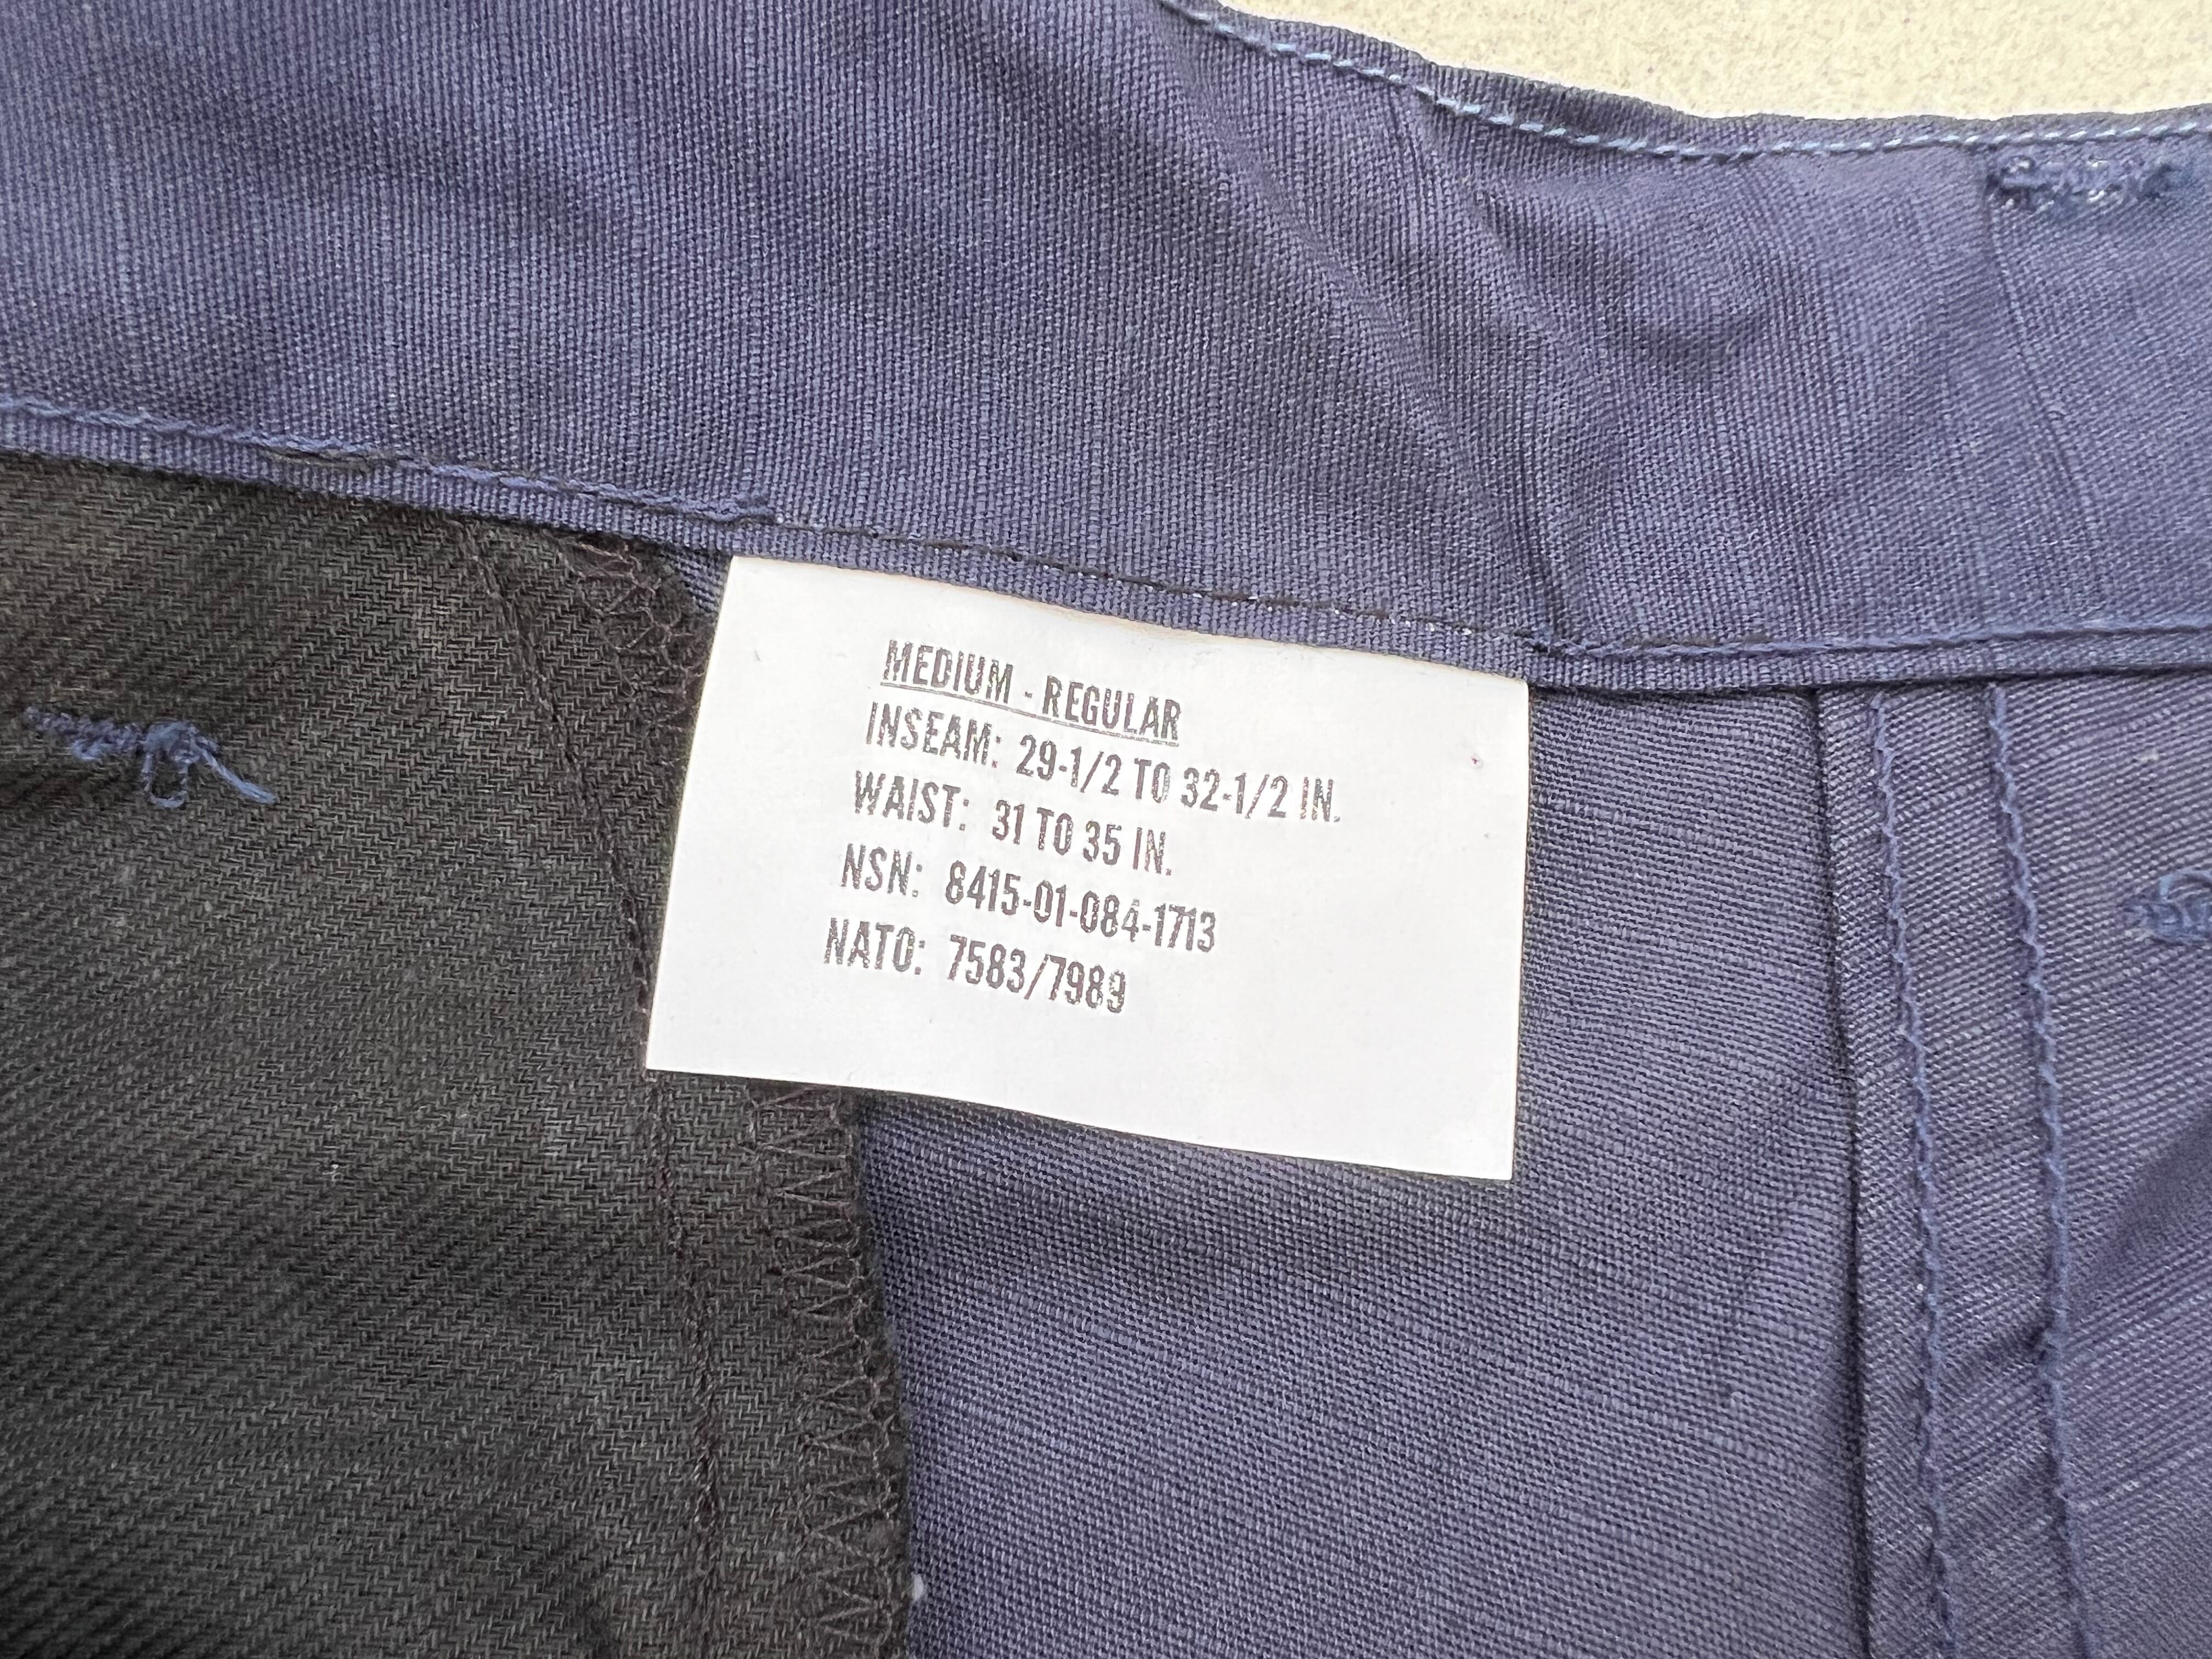 MEDIUM - REGULAR
INSEAM: 29-1/2 TO 32-1/2 IN.
WAIST: 31 TO 35 IN.
NSN: 8415-01-084-1713
NATO: 7583/7989